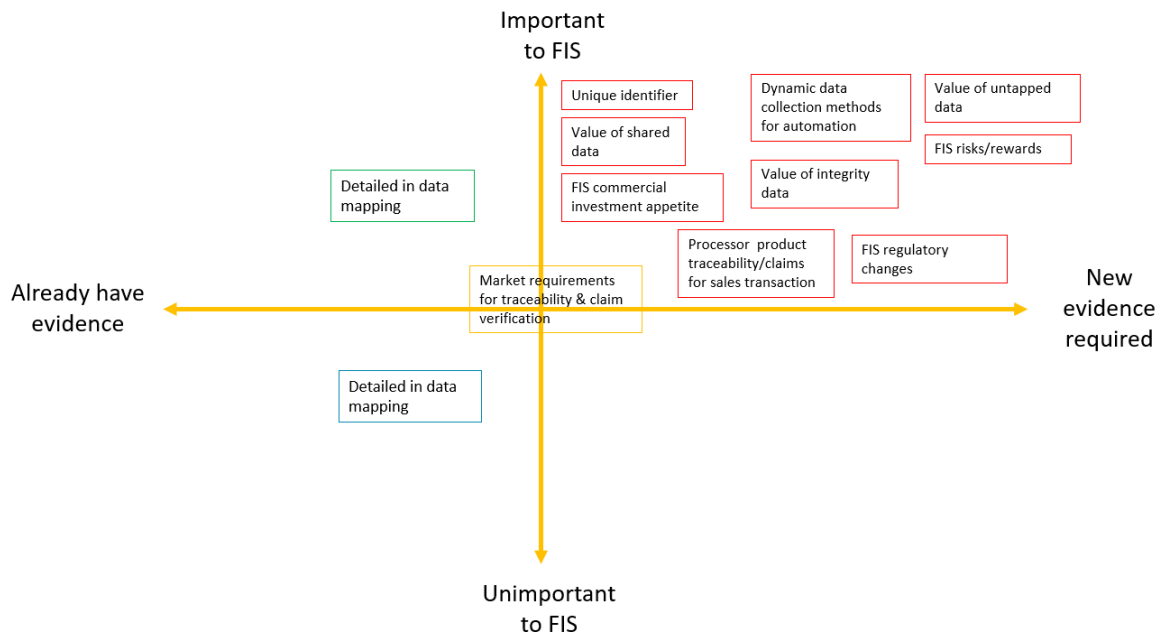 Important
to FIS
Unique identifier
Dynamic data
collection methods
for automation
Value of untapped
data
Value of shared
data
FIS risks/rewards
Detailed in data
mapping
FIS commercial
investment appetite
Value of integrity
data
Processor product
traceability/claims
for sales transaction
FIS regulatory
changes
Market requirements
for traceability & claim
verification
Already have
evidence
New
evidence
required
Detailed in data
mapping
Unimportant
to FIS